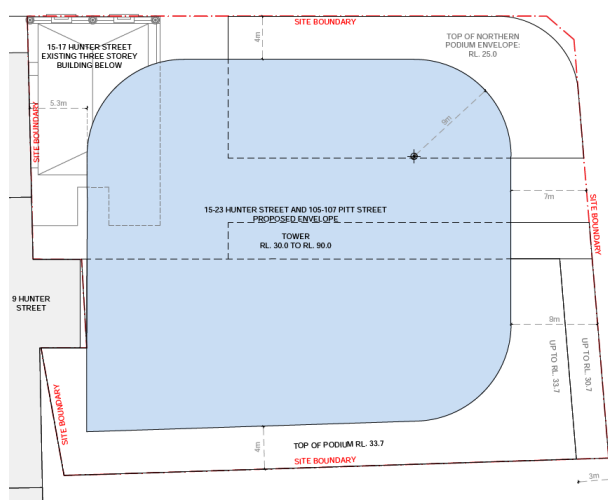 SITE BOUNDARY
4m
TOP OF NORTHERN
PODIUM ENVELOPE:
RL. 25.0
15-17 HUNTER STREET
EXISTING THREE STOREY
BUILDING BELOW
5.3m
SITE BOUNDARY
9m
7m
SITE BOUNDARY
15-23 HUNTER STREET AND 105-107 PITT STREET
PROPOSED ENVELOPE
TOWER
RL. 30.0 TO RL. 90.0
9 HUNTER
STREET
8m
UP TO RL. 33.7
UP TO RL. 30.7
SITE BOUNDARY
4m
TOP OF PODIUM RL. 33.7
SITE BOUNDARY
3m